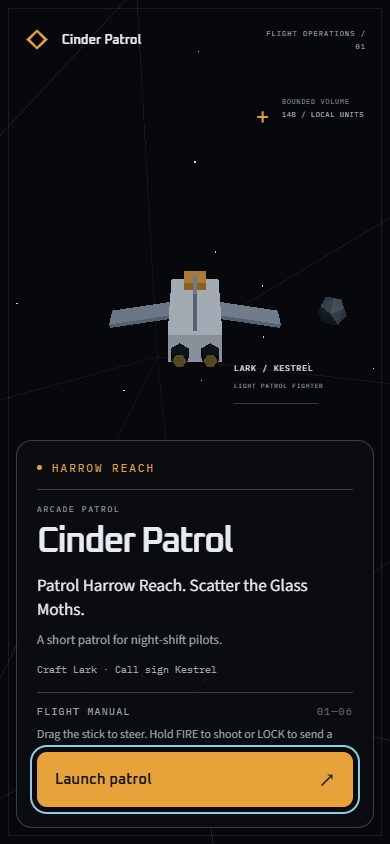 Cinder Patrol
FLIGHT OPERATIONS /
01
BOUNDED VOLUME
148 / LOCAL UNITS
LARK / KESTREL
LIGHT PATROL FIGHTER
HARROW REACH
ARCADE PATROL
Cinder Patrol
Patrol Harrow Reach. Scatter the Glass
Moths.
A short patrol for night-shift pilots.
Craft Lark · Call sign Kestrel
FLIGHT MANUAL 01—06
Drag the stick to steer. Hold FIRE to shoot or LOCK to send a
Launch patrol ↗